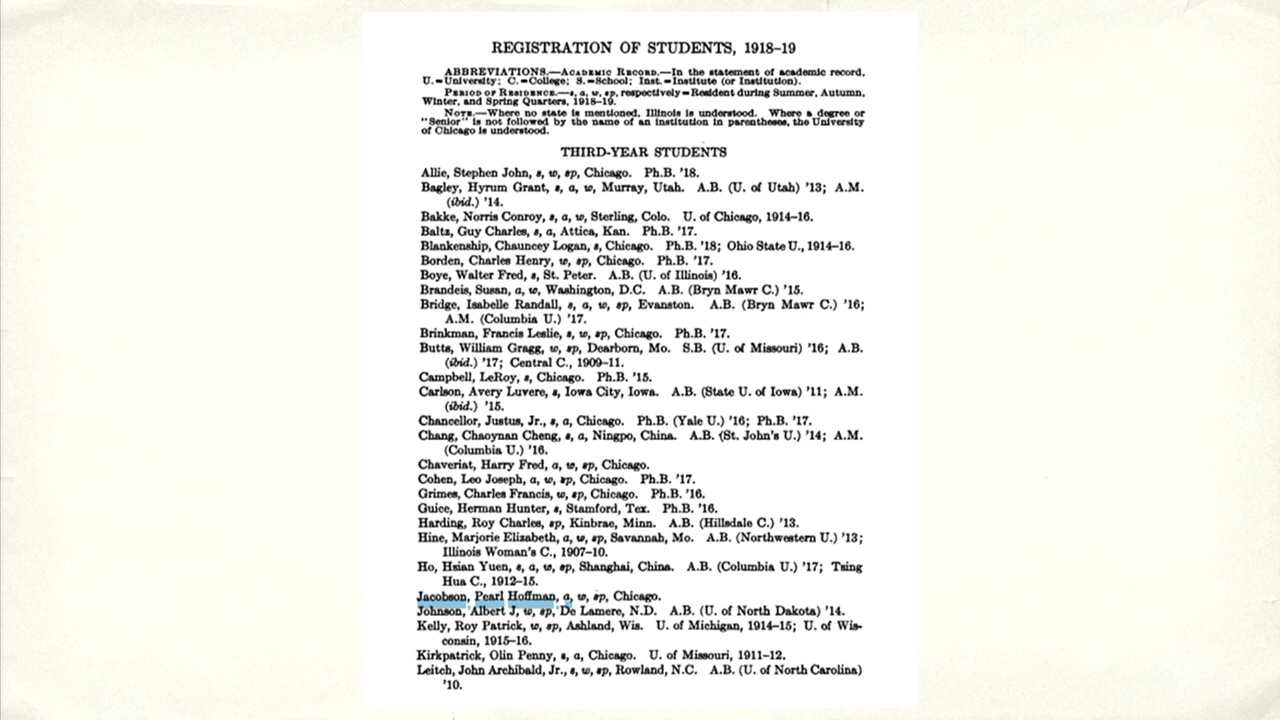 REGISTRATION OF STUDENTS, 1918–19
ABBREVIATIONS.—ACADEMIC RECORD.—In the statement of academic record,
U.=University; C.=College; S.=School; Inst.=Institute (or Institution).
PERIOD OF RESIDENCE.—s, a, w, sp, respectively=Resident during Summer, Autumn,
Winter, and Spring Quarters, 1918–19.
NOTE.—Where no state is mentioned, Illinois is understood. Where a degree or
"Senior" is not followed by the name of an institution in parentheses, the University
of Chicago is understood.
THIRD-YEAR STUDENTS
Allie, Stephen John, s, w, sp, Chicago. Ph.B. '18.
Bagley, Hyrum Grant, s, a, w, Murray, Utah. A.B. (U. of Utah) '13; A.M.
(ibid.) '14.
Bakke, Norris Conroy, s, a, w, Sterling, Colo. U. of Chicago, 1914–16.
Baltz, Guy Charles, s, a, Attica, Kan. Ph.B. '17.
Blankenship, Chauncey Logan, s, Chicago. Ph.B. '18; Ohio State U., 1914–16.
Borden, Charles Henry, w, sp, Chicago. Ph.B. '17.
Boye, Walter Fred, s, St. Peter. A.B. (U. of Illinois) '16.
Brandeis, Susan, a, w, Washington, D.C. A.B. (Bryn Mawr C.) '15.
Bridge, Isabelle Randall, s, a, w, sp, Evanston. A.B. (Bryn Mawr C.) '16;
A.M. (Columbia U.) '17.
Brinkman, Francis Leslie, s, w, sp, Chicago. Ph.B. '17.
Butts, William Gragg, w, sp, Dearborn, Mo. S.B. (U. of Missouri) '16; A.B.
(ibid.) '17; Central C., 1909–11.
Campbell, LeRoy, s, Chicago. Ph.B. '15.
Carlson, Avery Luvere, s, Iowa City, Iowa. A.B. (State U. of Iowa) '11; A.M.
(ibid.) '15.
Chancellor, Justus, Jr., s, a, Chicago. Ph.B. (Yale U.) '16; Ph.B. '17.
Chang, Chaoynan Cheng, s, a, Ningpo, China. A.B. (St. John's U.) '14; A.M.
(Columbia U.) '16.
Chaveriat, Harry Fred, a, w, sp, Chicago.
Cohen, Leo Joseph, a, w, sp, Chicago. Ph.B. '17.
Grimes, Charles Francis, w, sp, Chicago. Ph.B. '16.
Guice, Herman Hunter, s, Stamford, Tex. Ph.B. '16.
Harding, Roy Charles, sp, Kinbrae, Minn. A.B. (Hillsdale C.) '13.
Hine, Marjorie Elizabeth, a, w, sp, Savannah, Mo. A.B. (Northwestern U.) '13;
Illinois Woman's C., 1907–10.
Ho, Hsian Yuen, s, a, w, sp, Shanghai, China. A.B. (Columbia U.) '17; Tsing
Hua C., 1912–15.
Jacobson, Pearl Hoffman, a, w, sp, Chicago.
Johnson, Albert J, w, sp, De Lamere, N.D. A.B. (U. of North Dakota) '14.
Kelly, Roy Patrick, w, sp, Ashland, Wis. U. of Michigan, 1914–15; U. of Wis-
consin, 1915–16.
Kirkpatrick, Olin Penny, s, a, Chicago. U. of Missouri, 1911–12.
Leitch, John Archibald, Jr., s, w, sp, Rowland, N.C. A.B. (U. of North Carolina)
'10.